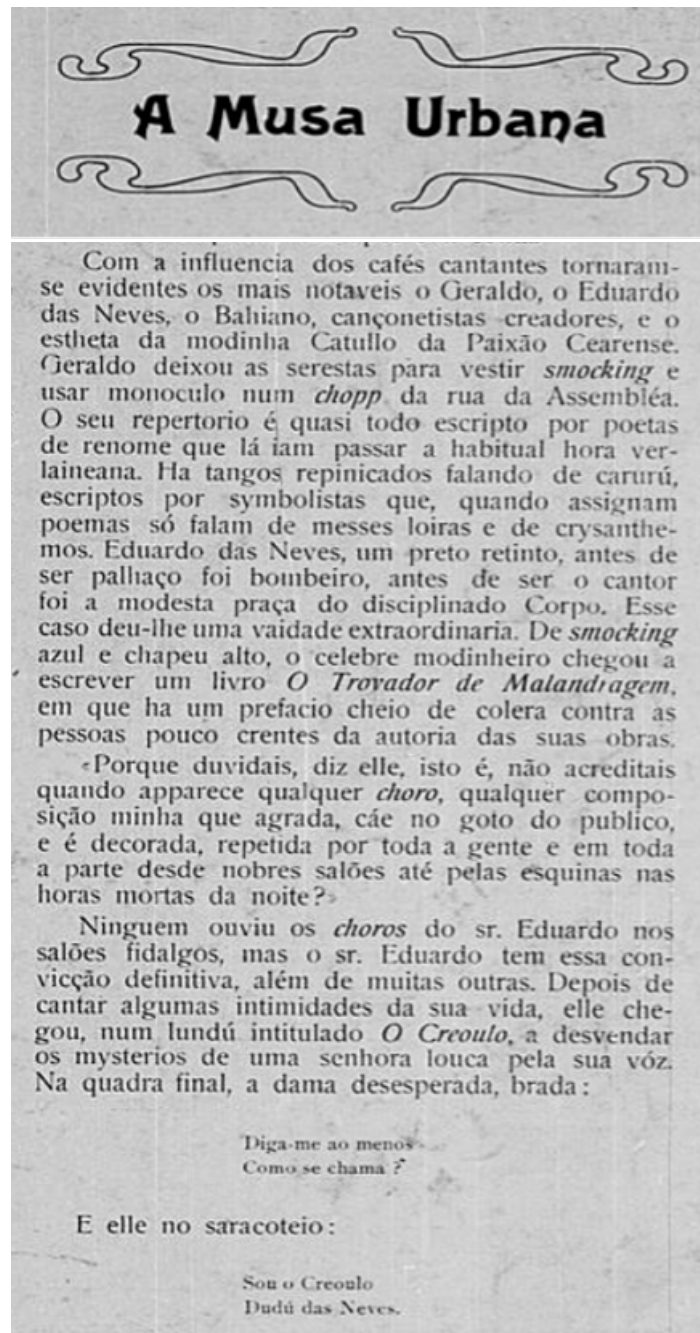 A Musa Urbana
Com a influencia dos cafés cantantes tornaram-
se evidentes os mais notaveis o Geraldo, o Eduardo
das Neves, o Bahiano, cançonetistas creadores, e o
estheta da modinha Catullo da Paixão Cearense.
Geraldo deixou as serestas para vestir smocking e
usar monoculo num chopp da rua da Assembléa.
O seu repertorio é quasi todo escripto por poetas
de renome que lá iam passar a habitual hora ver-
laineana. Ha tangos repinicados falando de carurú,
escriptos por symbolistas que, quando assignam
poemas só falam de messes loiras e de crysanthe-
mos. Eduardo das Neves, um preto retinto, antes de
ser palhaço foi bombeiro, antes de ser o cantor
foi a modesta praça do disciplinado Corpo. Esse
caso deu-lhe uma vaidade extraordinaria. De smocking
azul e chapeu alto, o celebre modinheiro chegou a
escrever um livro O Trovador de Malandragem,
em que ha um prefacio cheio de colera contra as
pessoas pouco crentes da autoria das suas obras.
«Porque duvidais, diz elle, isto é, não acreditais
quando apparece qualquer choro, qualquer compo-
sição minha que agrada, cáe no goto do publico,
e é decorada, repetida por toda a gente e em toda
a parte desde nobres salões até pelas esquinas nas
horas mortas da noite?»
Ninguem ouviu os choros do sr. Eduardo nos
salões fidalgos, mas o sr. Eduardo tem essa con-
vicção definitiva, além de muitas outras. Depois de
cantar algumas intimidades da sua vida, elle che-
gou, num lundú intitulado O Creoulo, a desvendar
os mysterios de uma senhora louca pela sua vóz.
Na quadra final, a dama desesperada, brada:
Diga-me ao menos
Como se chama?
E elle no saracoteio:
Sou o Creoulo
Dudú das Neves.